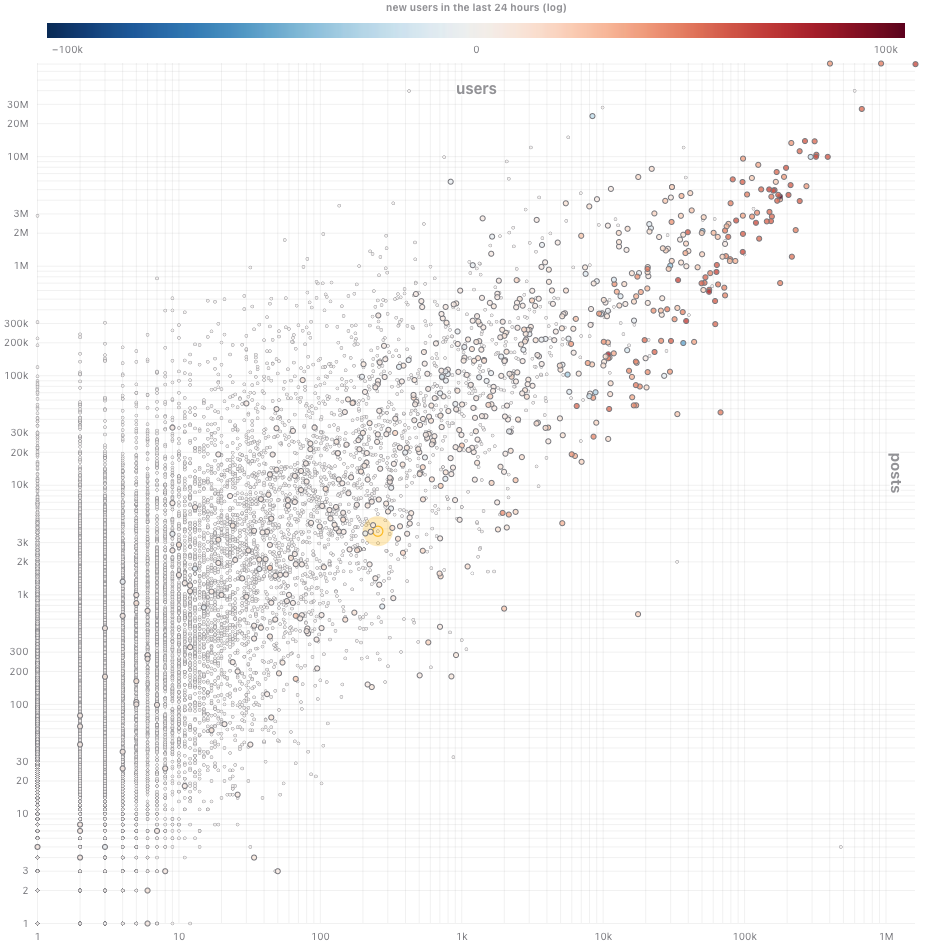 new users in the last 24 hours (log)
−100k 0 100k
users
30M
20M
10M
3M
2M
1M
300k
200k
100k
30k
20k
posts
10k
3k
2k
1k
300
200
100
30
20
10
3
2
1
1 10 100 1k 10k 100k 1M